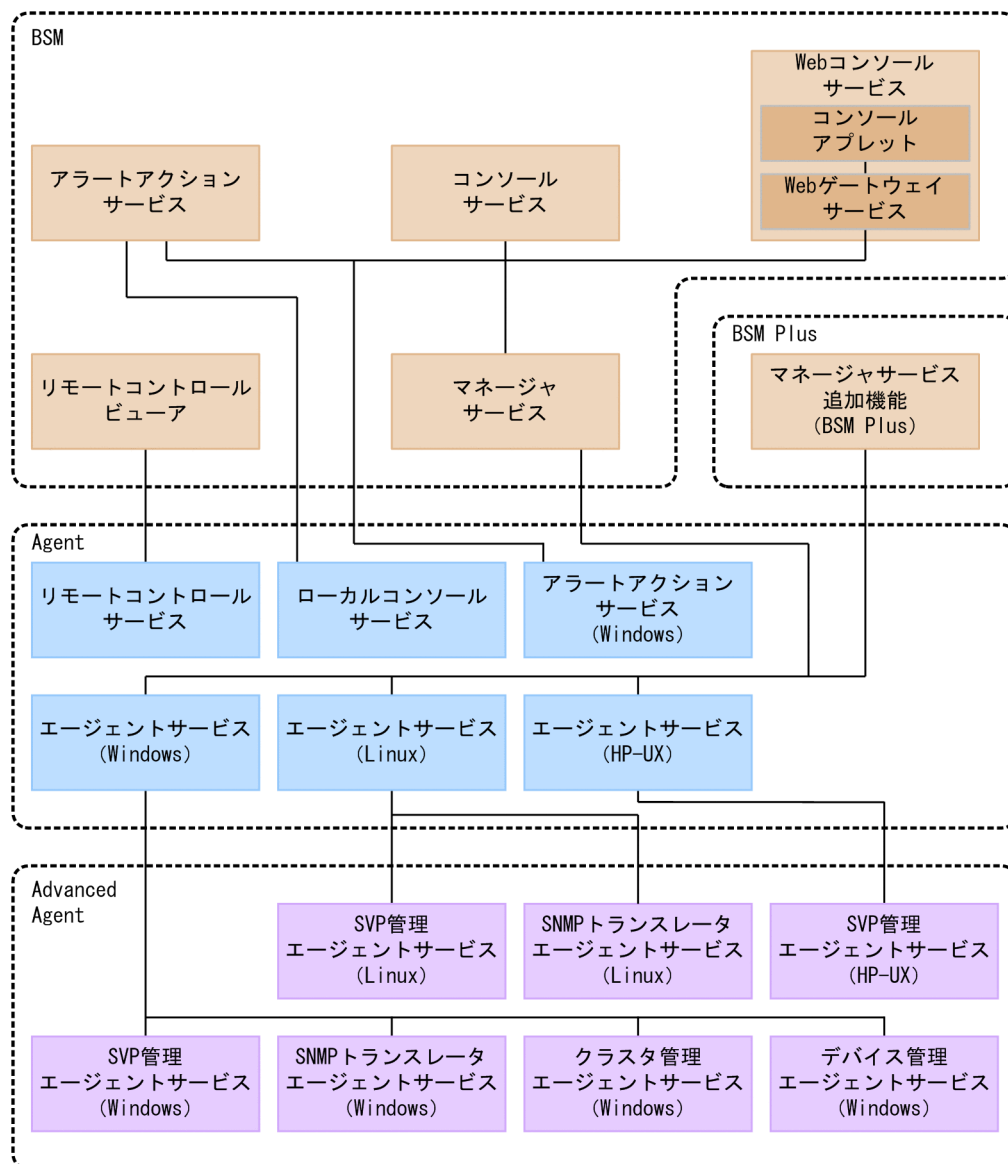 BSM
Webコンソール
サービス
コンソール
アプレット
Webゲートウェイ
サービス
アラートアクション
サービス
コンソール
サービス
BSM Plus
リモートコントロール
ビューア
マネージャ
サービス
マネージャサービス
追加機能
(BSM Plus)
Agent
リモートコントロール
サービス
ローカルコンソール
サービス
アラートアクション
サービス
(Windows)
エージェントサービス
(Windows)
エージェントサービス
(Linux)
エージェントサービス
(HP-UX)
Advanced
Agent
SVP管理
エージェントサービス
(Linux)
SNMPトランスレータ
エージェントサービス
(Linux)
SVP管理
エージェントサービス
(HP-UX)
SVP管理
エージェントサービス
(Windows)
SNMPトランスレータ
エージェントサービス
(Windows)
クラスタ管理
エージェントサービス
(Windows)
デバイス管理
エージェントサービス
(Windows)